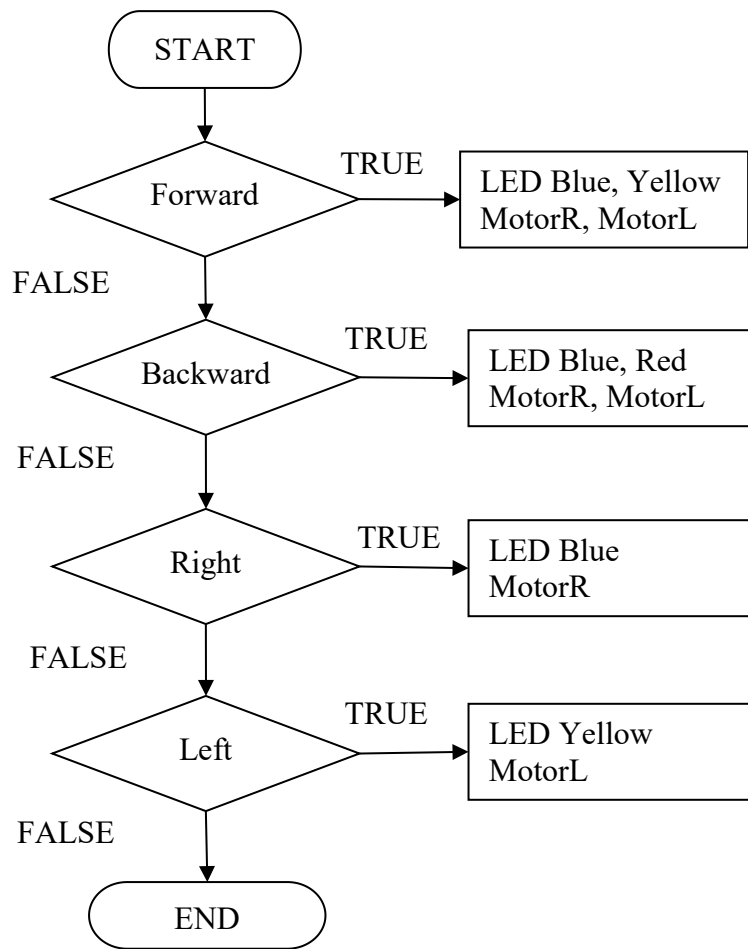 START
TRUE
Forward
LED Blue, Yellow
MotorR, MotorL
FALSE
TRUE
Backward
LED Blue, Red
MotorR, MotorL
FALSE
TRUE
Right
LED Blue
MotorR
FALSE
TRUE
Left
LED Yellow
MotorL
FALSE
END